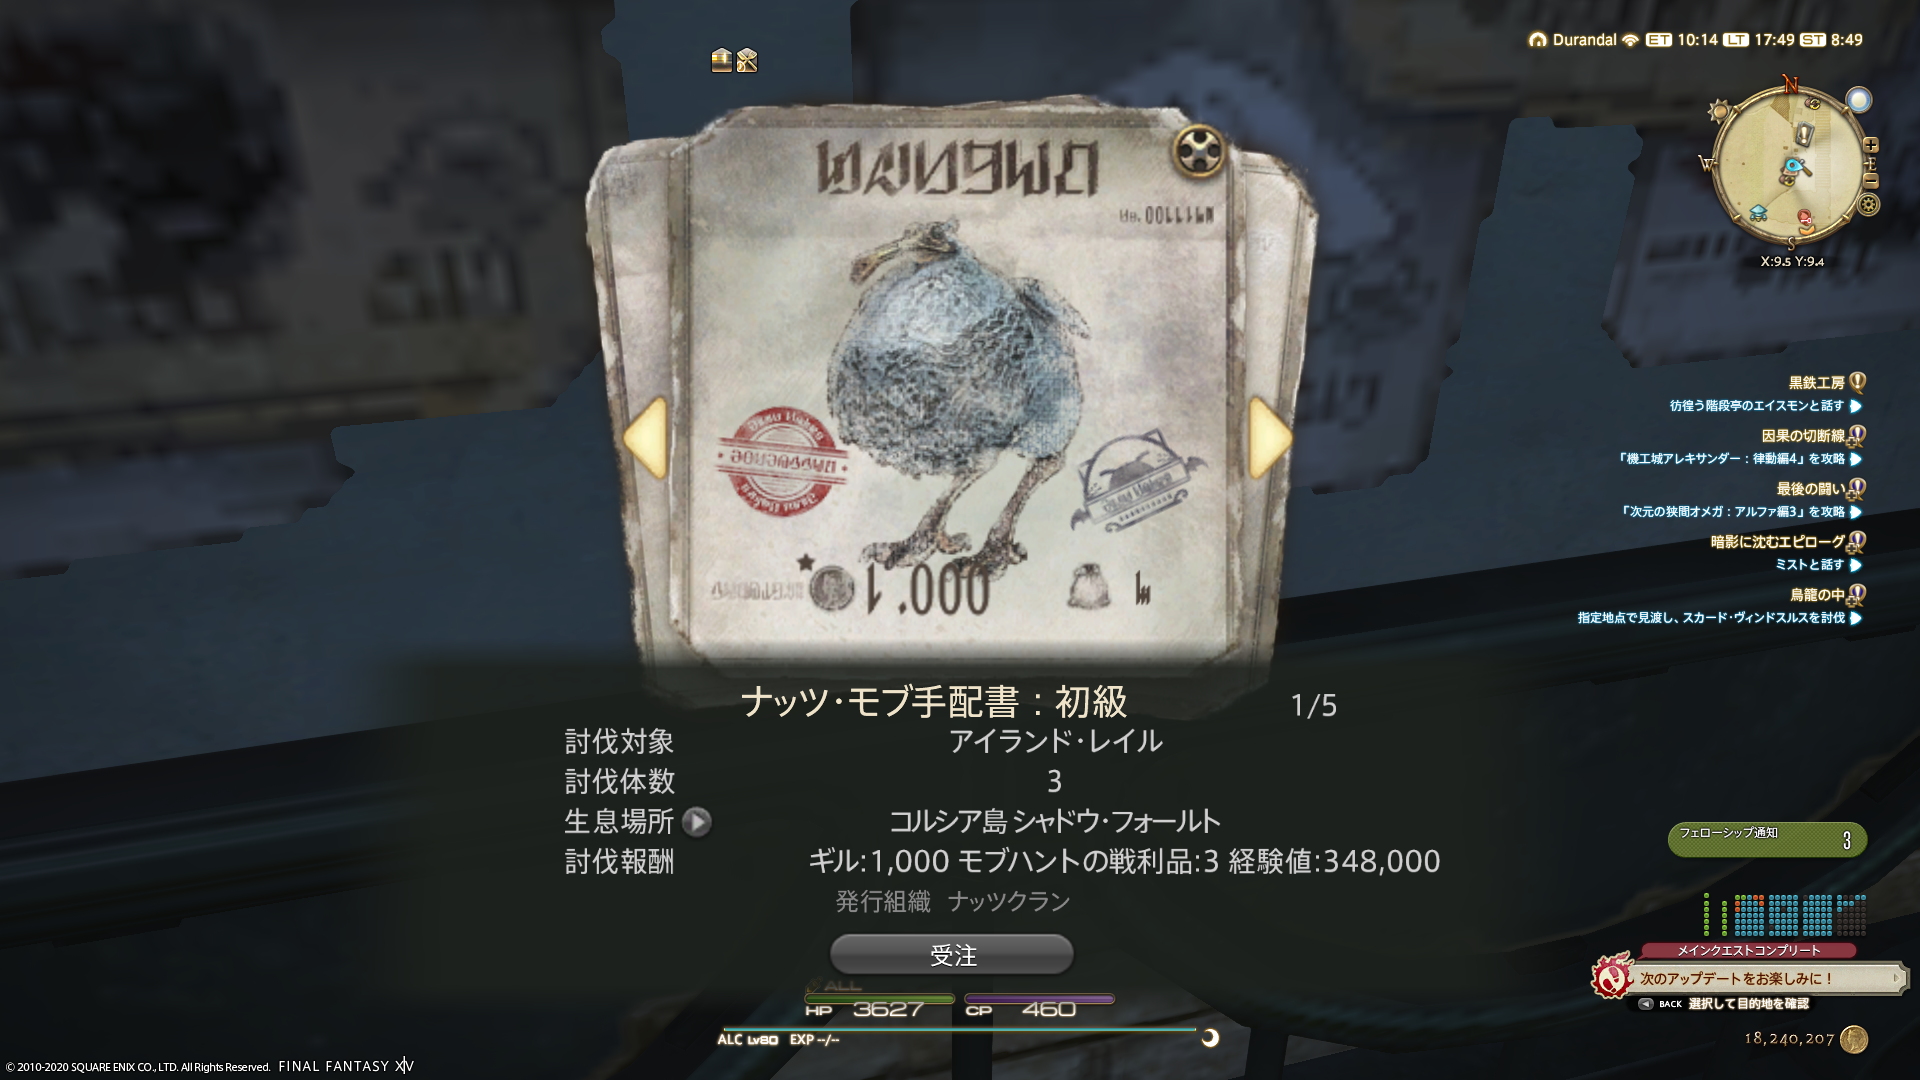 Durandal ET 10:14 LT 17:49 ST 8:49
N
W
E
S
X:9.5 Y:9.4
1.000
黒鉄工房
彷徨う階段亭のエイスモンと話す
因果の切断線
「機工城アレキサンダー：律動編4」を攻略
最後の闘い
「次元の狭間オメガ：アルファ編3」を攻略
暗影に沈むエピローグ
ミストと話す
鳥籠の中
指定地点で見渡し、スカード・ヴィンドスルスを討伐
ナッツ・モブ手配書：初級 1/5
討伐対象 アイランド・レイル
討伐体数 3
生息場所 コルシア島 シャドウ・フォールト
討伐報酬 ギル:1,000 モブハントの戦利品:3 経験値:348,000
発行組織 ナッツクラン
受注
フェローシップ通知 3
メインクエストコンプリート
次のアップデートをお楽しみに！
BACK 選択して目的地を確認
18,240,207
ALL
HP 3627 CP 460
ALC Lv80 EXP --/--
© 2010-2020 SQUARE ENIX CO., LTD. All Rights Reserved. FINAL FANTASY XIV